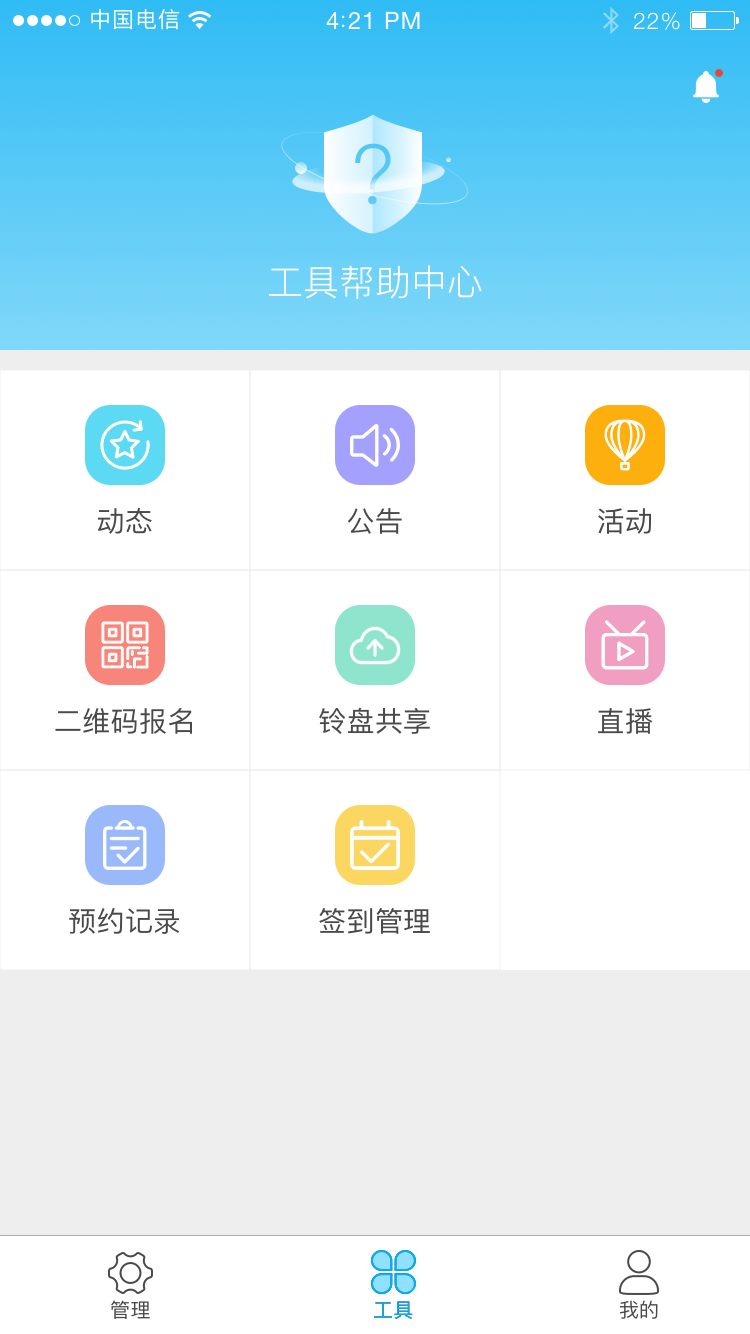 中国电信 4:21 PM 22%
工具帮助中心
动态 公告 活动
二维码报名 铃盘共享 直播
预约记录 签到管理
管理 工具 我的